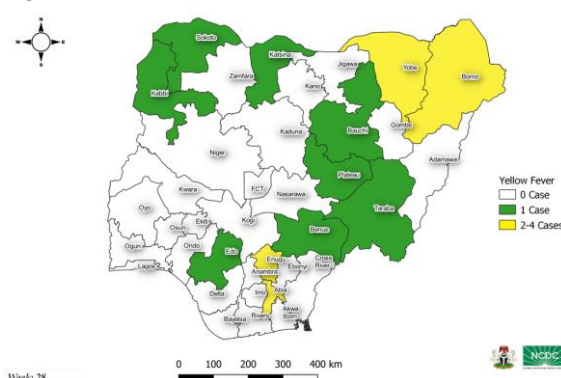 N
W
E
S
Sokoto
Katsina
Jigawa
Yobe
Borno
Zamfara
Kebbi
Kano
Kaduna
Bauchi
Gombe
Adamawa
Niger
Plateau
FCT
Nasarawa
Taraba
Kwara
Oyo
Kogi
Benue
Osun
Ekiti
Ogun
Ondo
Edo
Lagos
Enugu
Anambra
Ebonyi
Cross
River
Delta
Imo
Abia
Akwa
Ibom
Bayelsa
Rivers
Yellow Fever
0 Case
1 Case
2-4 Cases
Week: 28
0 100 200 300 400 km
NCDC